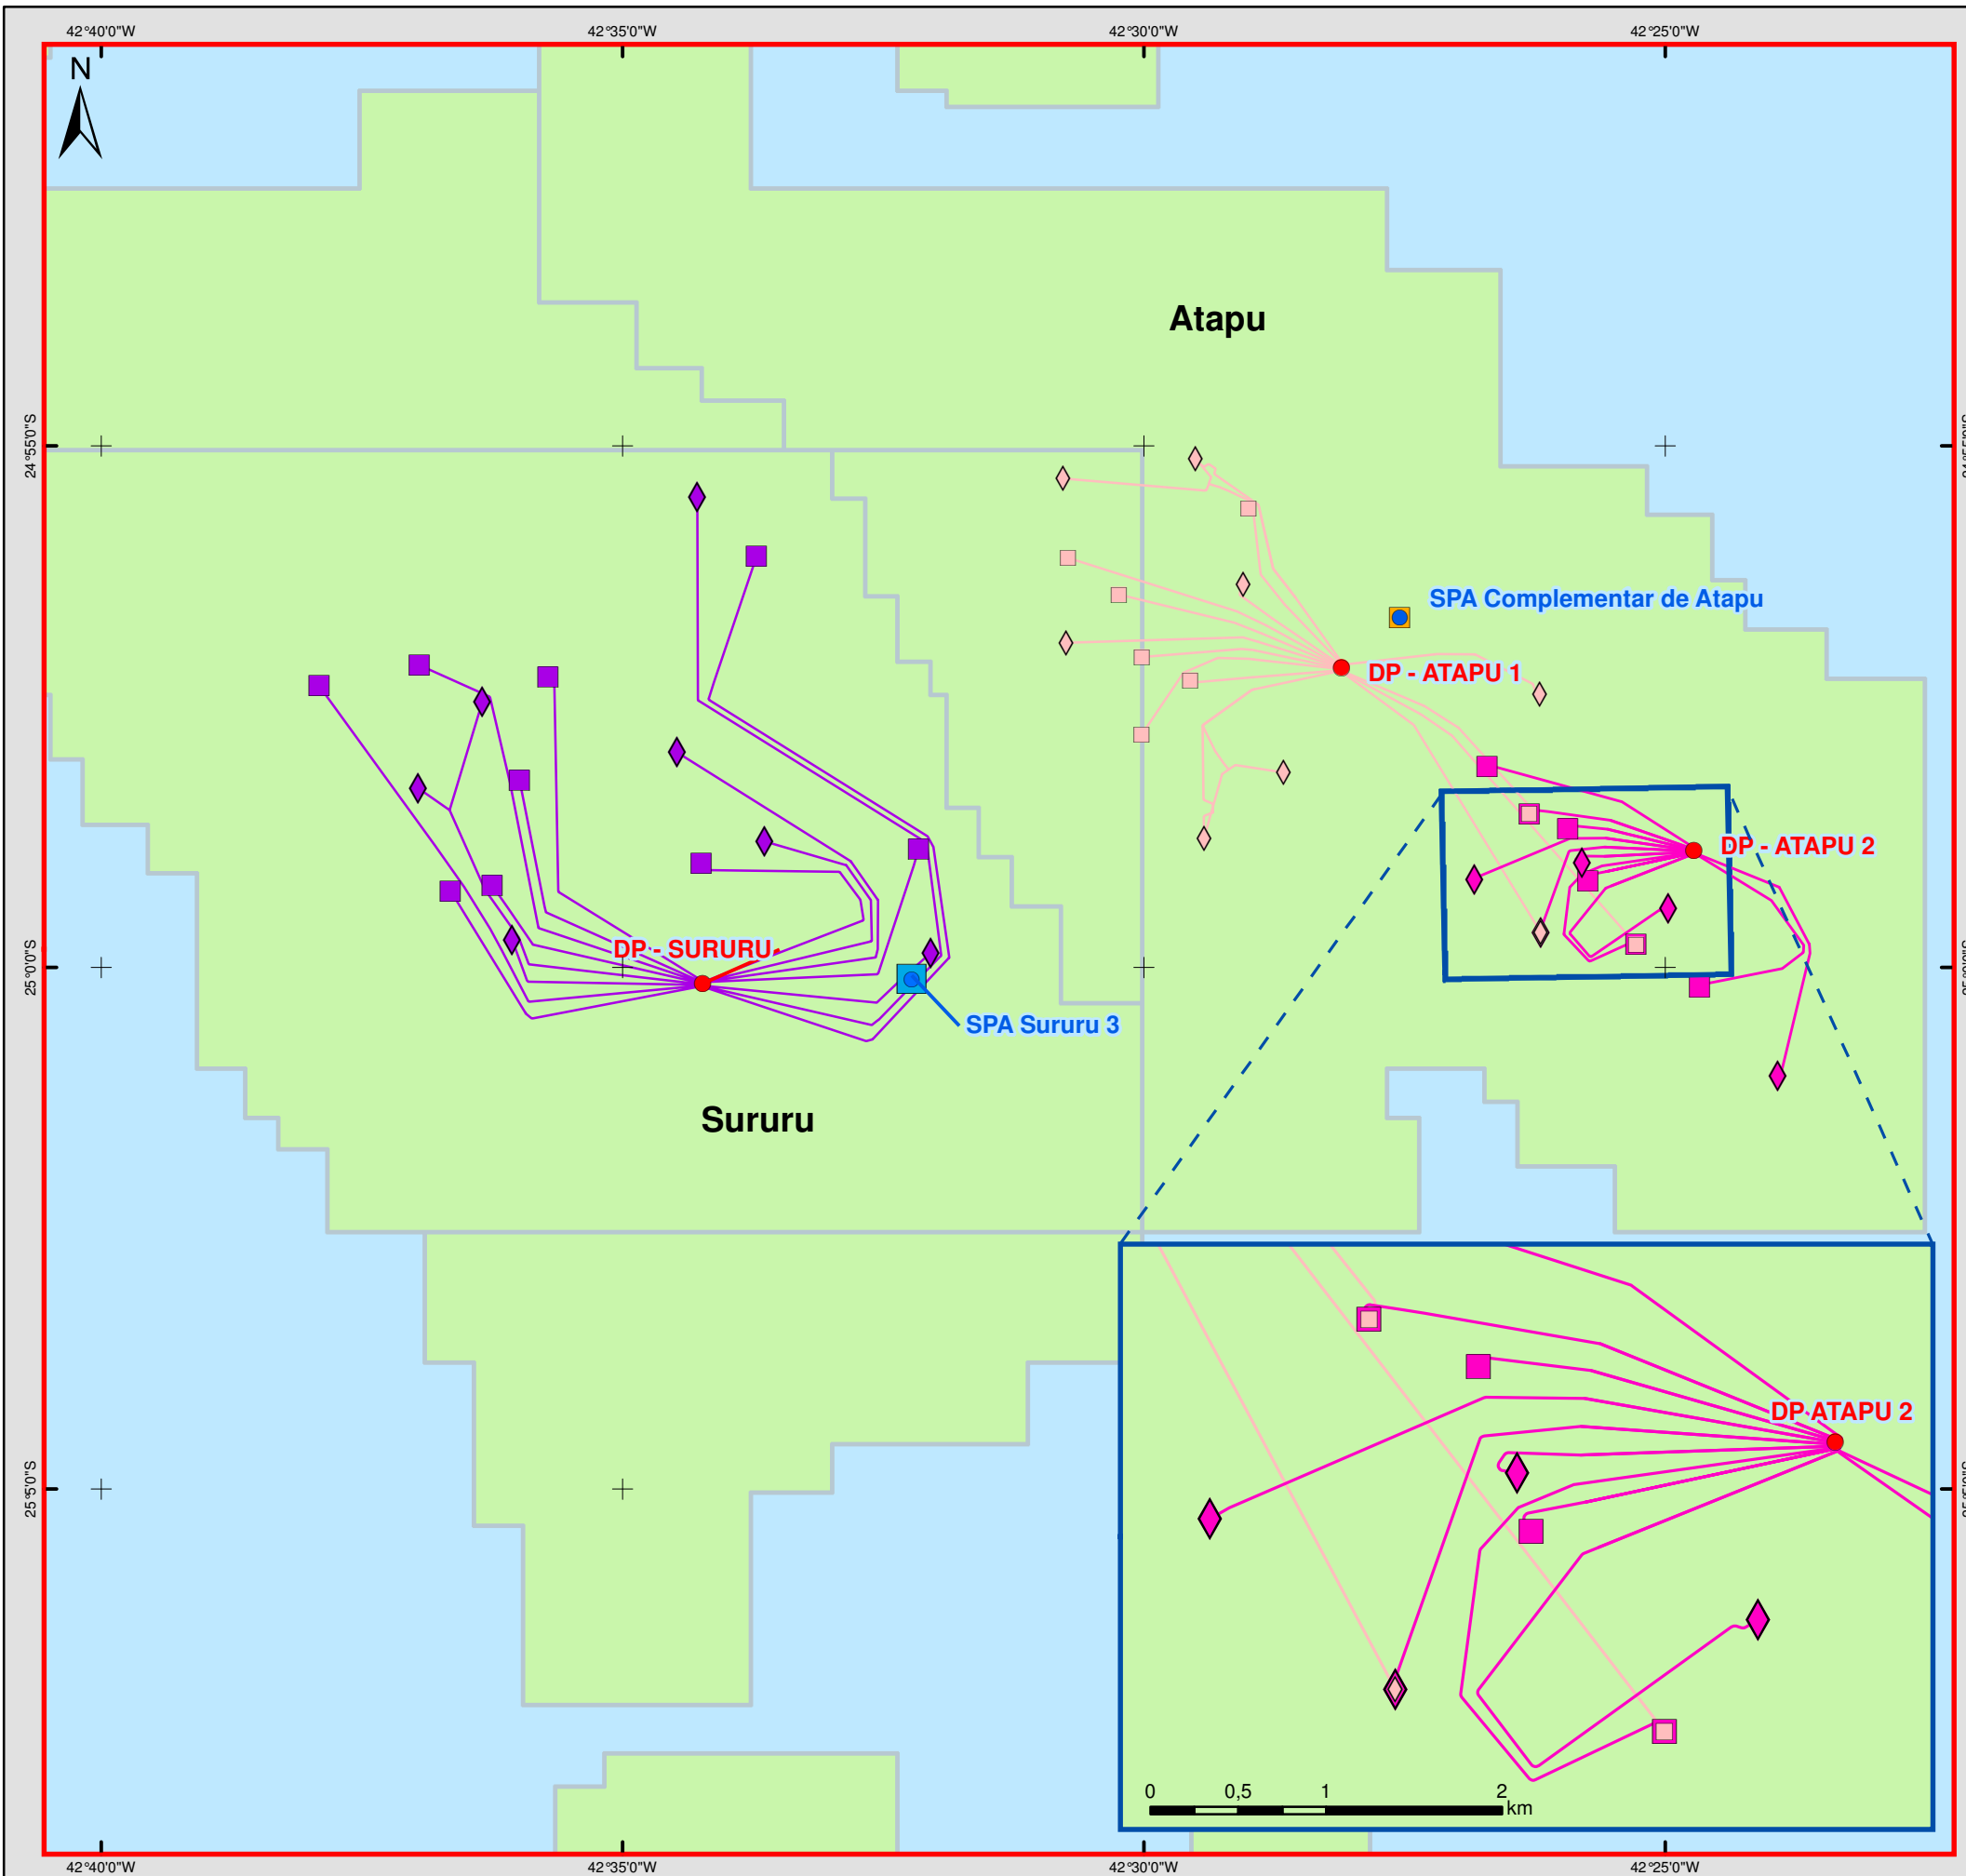 42°40'0"W
42°35'0"W
42°30'0"W
42°25'0"W
N
Atapu
24°55'0"S
SPA Complementar de Atapu
DP - ATAPU 1
DP - ATAPU 2
DP - SURURU
25°0'0"S
SPA Sururu 3
Sururu
DP ATAPU 2
25°5'0"S
0 0,5 1 2
km
42°40'0"W
42°35'0"W
42°30'0"W
42°25'0"W